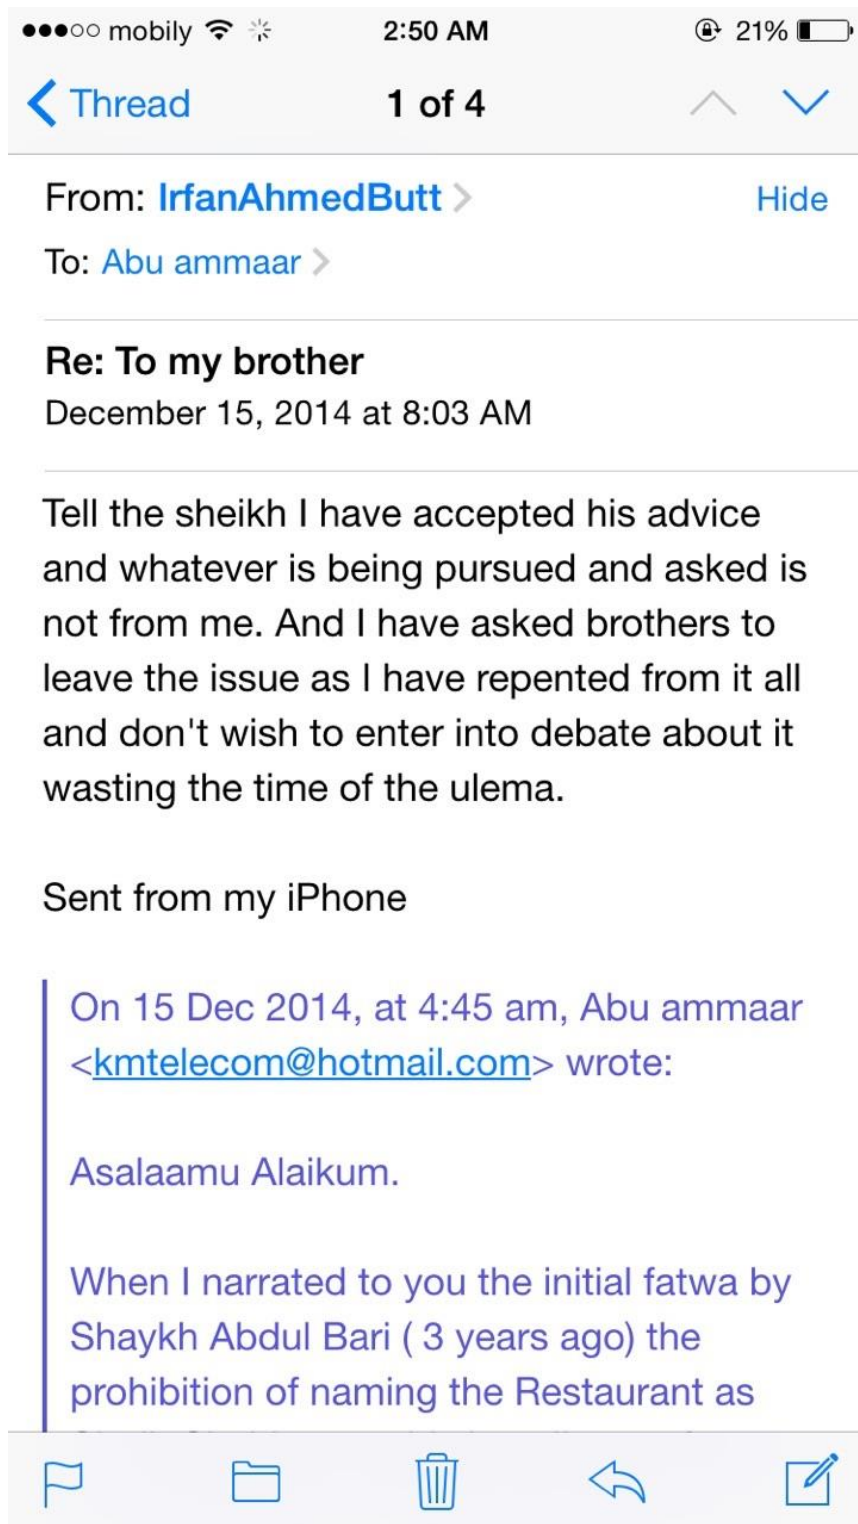 mobily 2:50 AM 21%
Thread 1 of 4
From: IrfanAhmedButt Hide
To: Abu ammaar
Re: To my brother
December 15, 2014 at 8:03 AM
Tell the sheikh I have accepted his advice
and whatever is being pursued and asked is
not from me. And I have asked brothers to
leave the issue as I have repented from it all
and don't wish to enter into debate about it
wasting the time of the ulema.
Sent from my iPhone
On 15 Dec 2014, at 4:45 am, Abu ammaar
<kmtelecom@hotmail.com> wrote:
Asalaamu Alaikum.
When I narrated to you the initial fatwa by
Shaykh Abdul Bari ( 3 years ago) the
prohibition of naming the Restaurant as